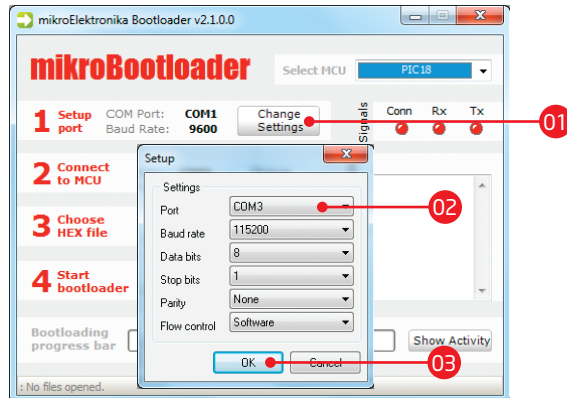 mikroElektronika Bootloader v2.1.0.0
mikroBootloader
Select MCU PIC18
1 Setup port
COM Port: COM1
Baud Rate: 9600
Change Settings
Signals
Conn Rx Tx
01
2 Connect to MCU
3 Choose HEX file
4 Start bootloader
Setup
Settings
Port COM3
02
Baud rate 115200
Data bits 8
Stop bits 1
Parity None
Flow control Software
OK Cancel
03
Bootloading progress bar
Show Activity
: No files opened.